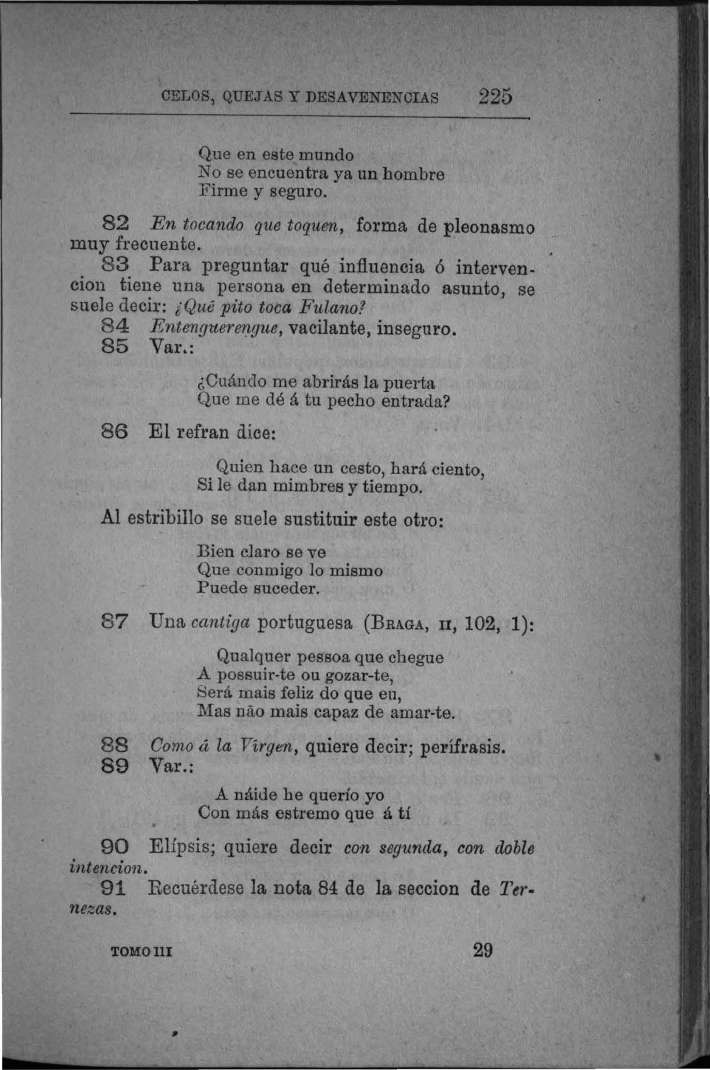 CELOS, QUEJAS Y DESAVENENCIAS 225
Que en este mundo
No se encuentra ya un hombre
Firme y seguro.
82 En tocando que toquen, forma de pleonasmo
muy frecuente.
83 Para preguntar qué influencia ó interven-
cion tiene una persona en determinado asunto, se
suele decir: ¿Qué pito toca Fulano?
84 Entenguerengue, vacilante, inseguro.
85 Var.:
¿Cuándo me abrirás la puerta
Que me dé á tu pecho entrada?
86 El refran dice:
Quien hace un cesto, hará ciento,
Si le dan mimbres y tiempo.
Al estribillo se suele sustituir este otro:
Bien claro se ve
Que conmigo lo mismo
Puede suceder.
87 Una cantiga portuguesa (BRAGA, II, 102, 1):
Qualquer pessoa que chegue
A possuir-te ou gozar-te,
Será mais feliz do que eu,
Mas não mais capaz de amar-te.
88 Como á la Vírgen, quiere decir; perífrasis.
89 Var.:
A náide he querío yo
Con más estremo que á tí
90 Elípsis; quiere decir con segunda, con doble
intencion.
91 Recuérdese la nota 84 de la seccion de Ter-
nezas.
TOMO III 29